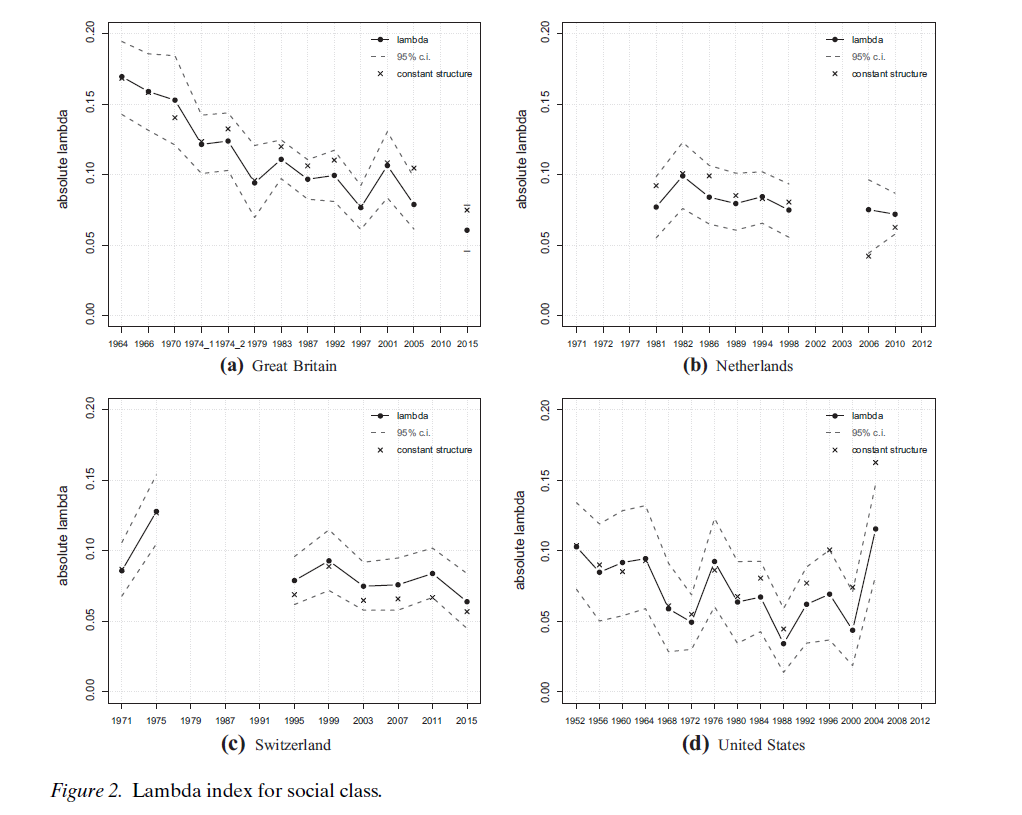 absolute lambda
0.20
0.15
0.10
0.05
0.00
lambda
95% c.i.
constant structure
1964 1966 1970 1974_1 1974_2 1979 1983 1987 1992 1997 2001 2005 2010 2015
(a) Great Britain
absolute lambda
0.20
0.15
0.10
0.05
0.00
lambda
95% c.i.
constant structure
1971 1972 1977 1981 1982 1986 1989 1994 1998 2002 2003 2006 2010 2012
(b) Netherlands
absolute lambda
0.20
0.15
0.10
0.05
0.00
lambda
95% c.i.
constant structure
1971 1975 1979 1987 1991 1995 1999 2003 2007 2011 2015
(c) Switzerland
absolute lambda
0.20
0.15
0.10
0.05
0.00
lambda
95% c.i.
constant structure
1952 1956 1960 1964 1968 1972 1976 1980 1984 1988 1992 1996 2000 2004 2008 2012
(d) United States
Figure 2. Lambda index for social class.